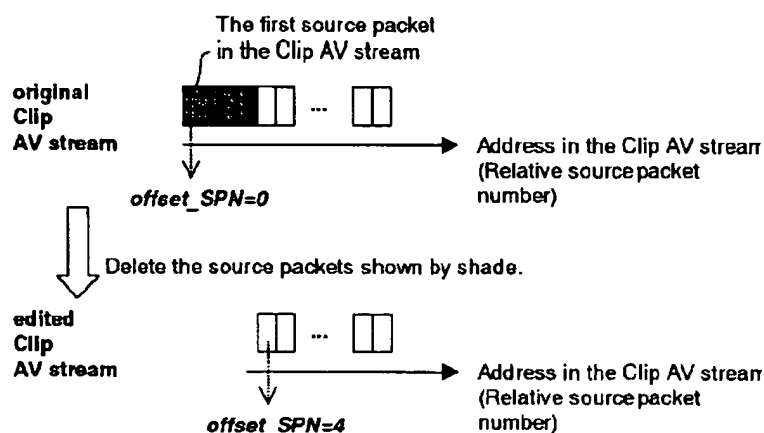 The first source packet
in the Clip AV stream
original
Clip
AV stream
...
Address in the Clip AV stream
(Relative source packet
number)
offset_SPN=0
Delete the source packets shown by shade.
edited
Clip
AV stream
...
Address in the Clip AV stream
(Relative source packet
number)
offset_SPN=4